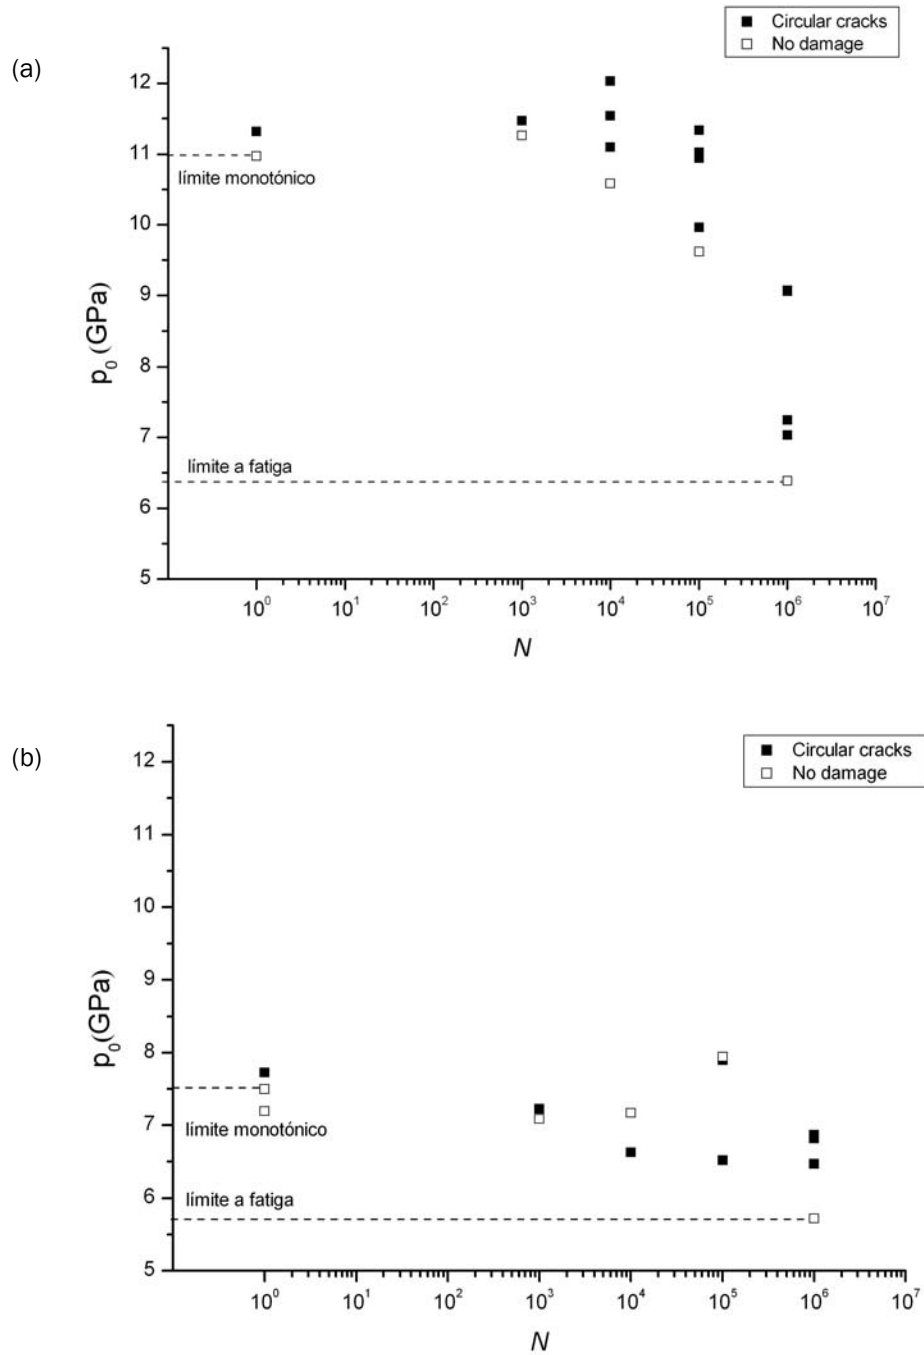 (a)
Circular cracks
No damage
12
11
10
9
8
7
6
5
p0 (GPa)
límite monotónico
límite a fatiga
10^0 10^1 10^2 10^3 10^4 10^5 10^6 10^7
N
(b)
Circular cracks
No damage
12
11
10
9
8
7
6
5
p0(GPa)
límite monotónico
límite a fatiga
10^0 10^1 10^2 10^3 10^4 10^5 10^6 10^7
N